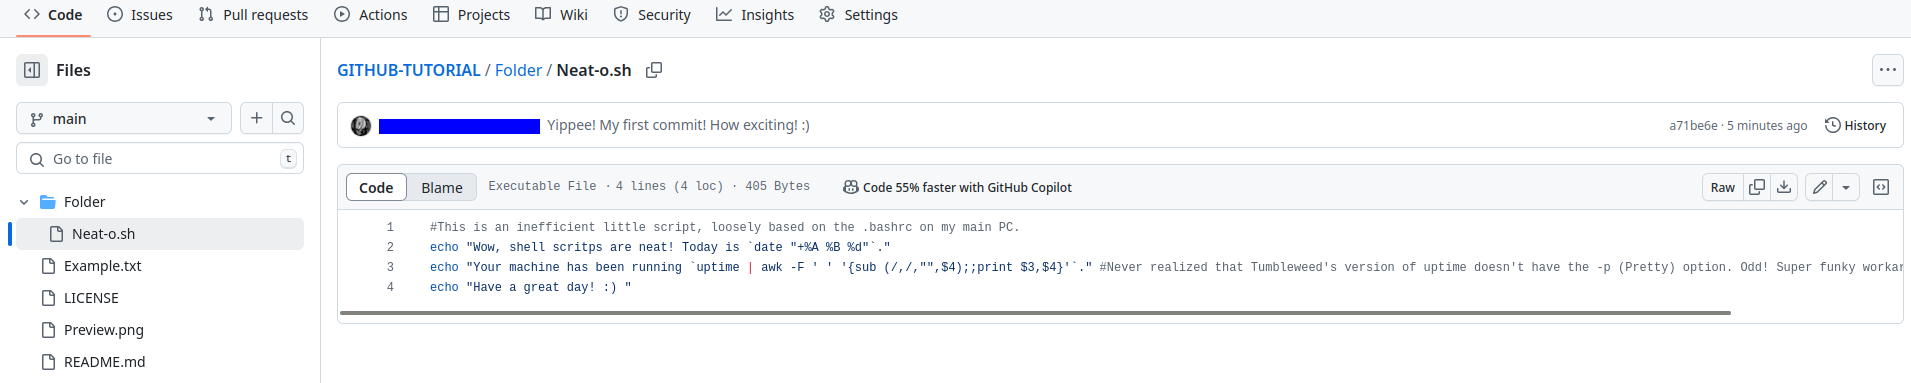 Code Issues Pull requests Actions Projects Wiki Security Insights Settings
Files
main
Go to file t
Folder
Neat-o.sh
Example.txt
LICENSE
Preview.png
README.md
GITHUB-TUTORIAL / Folder / Neat-o.sh
Yippee! My first commit! How exciting! :) a71be6e · 5 minutes ago History
Code Blame Executable File · 4 lines (4 loc) · 405 Bytes Code 55% faster with GitHub Copilot Raw
1 #This is an inefficient little script, loosely based on the .bashrc on my main PC.
2 echo "Wow, shell scritps are neat! Today is `date "+%A %B %d"`."
3 echo "Your machine has been running `uptime | awk -F ' ' '{sub (/,/,"",$4);;print $3,$4}'`." #Never realized that Tumbleweed's version of uptime doesn't have the -p (Pretty) option. Odd! Super funky
4 echo "Have a great day! :) "